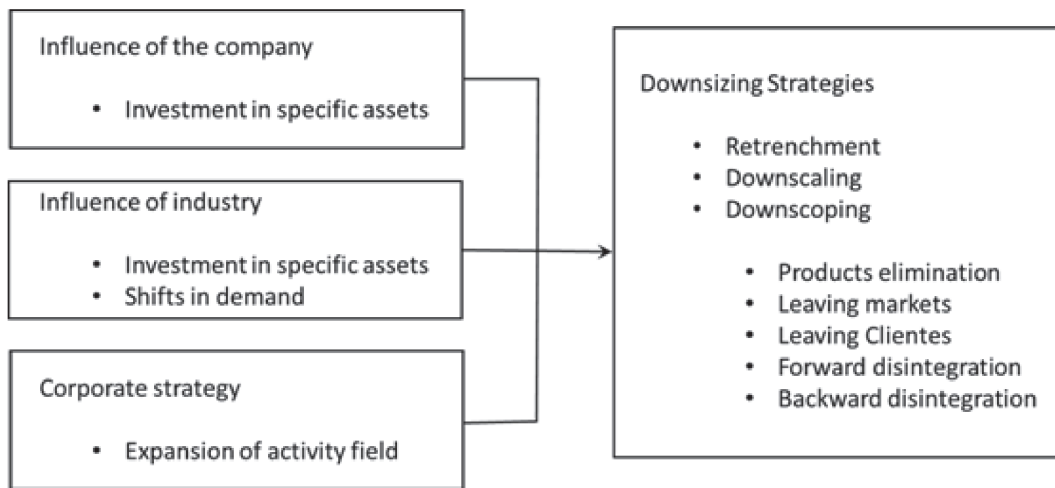 Influence of the company
• Investment in specific assets
Influence of industry
• Investment in specific assets
• Shifts in demand
Corporate strategy
• Expansion of activity field
Downsizing Strategies
• Retrenchment
• Downscaling
• Downscoping
• Products elimination
• Leaving markets
• Leaving Clientes
• Forward disintegration
• Backward disintegration